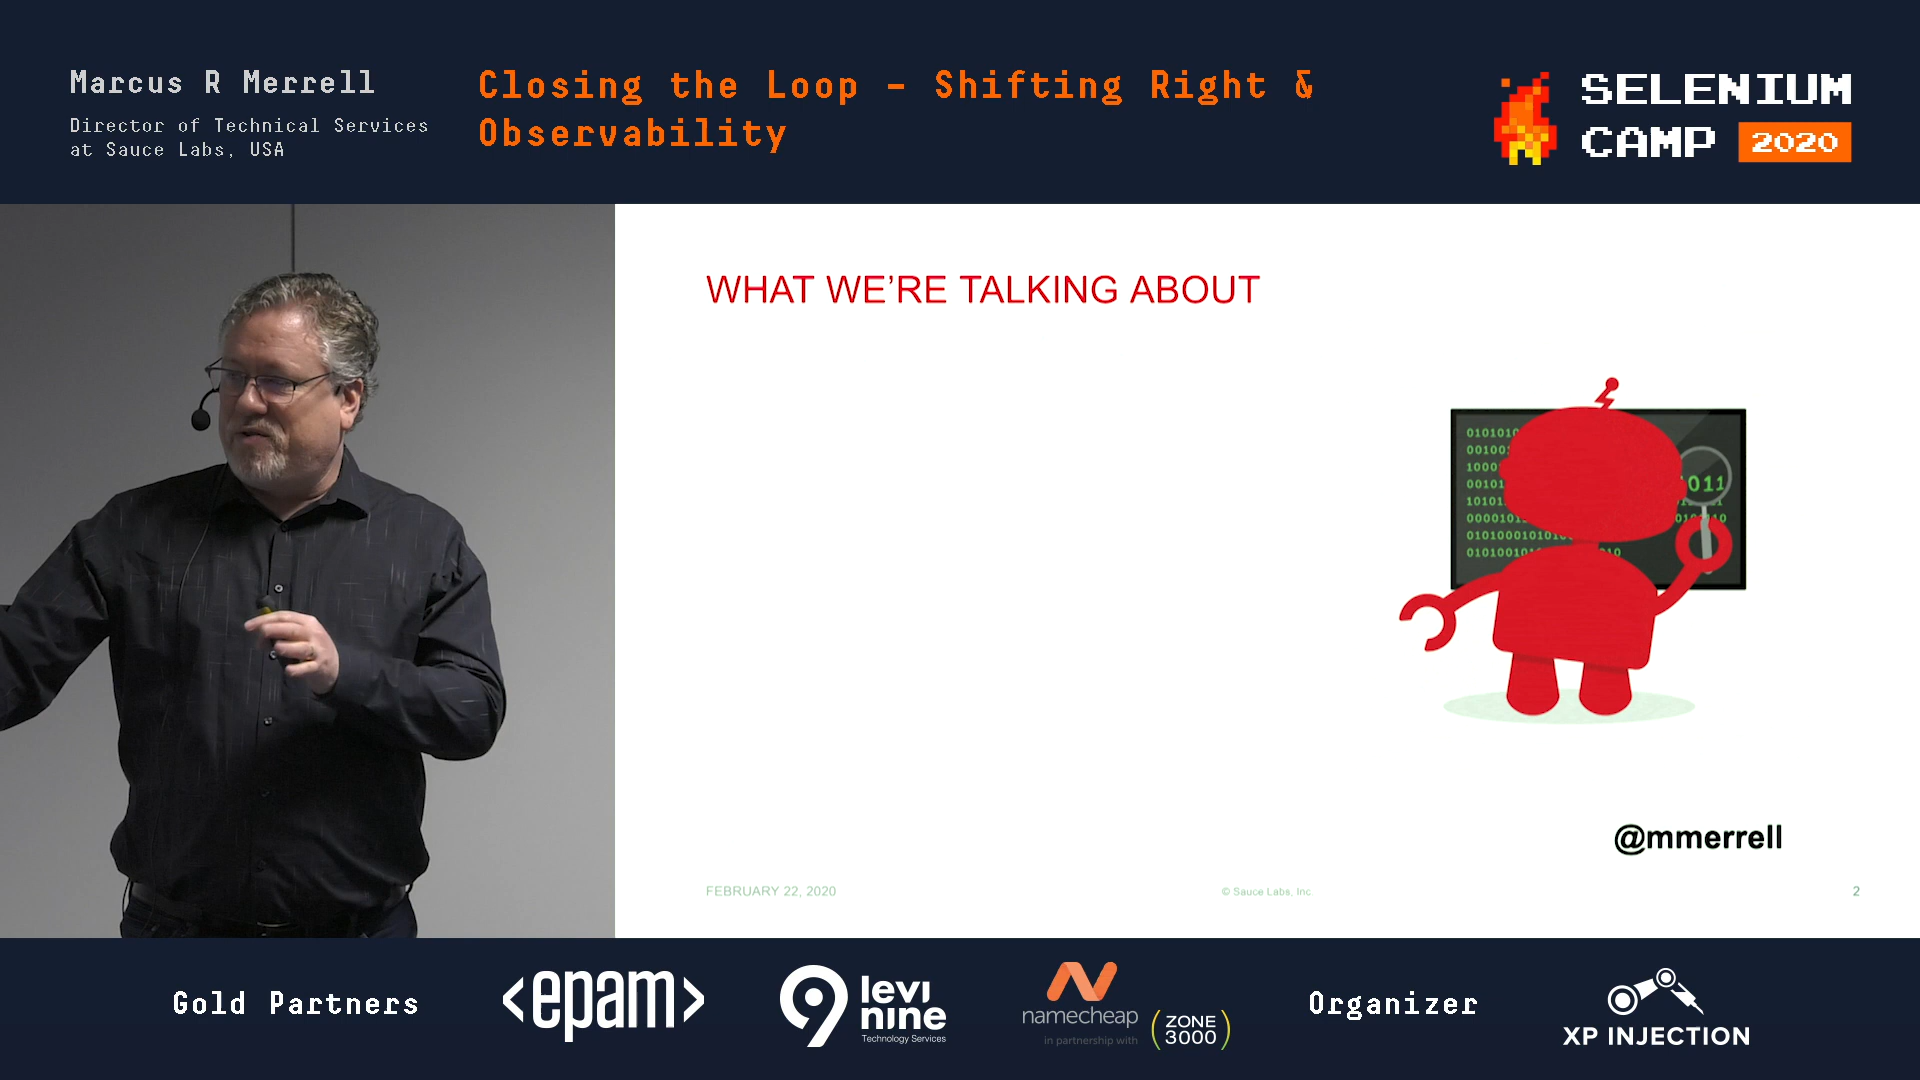 Marcus R Merrell
Director of Technical Services
at Sauce Labs, USA
Closing the Loop – Shifting Right &
Observability
SELENIUM
CAMP 2020
WHAT WE'RE TALKING ABOUT
@mmerrell
FEBRUARY 22, 2020
© Sauce Labs, Inc.
2
Gold Partners
<epam>
levi
nine
Technology Services
namecheap
in partnership with
(ZONE
3000)
Organizer
XP INJECTION